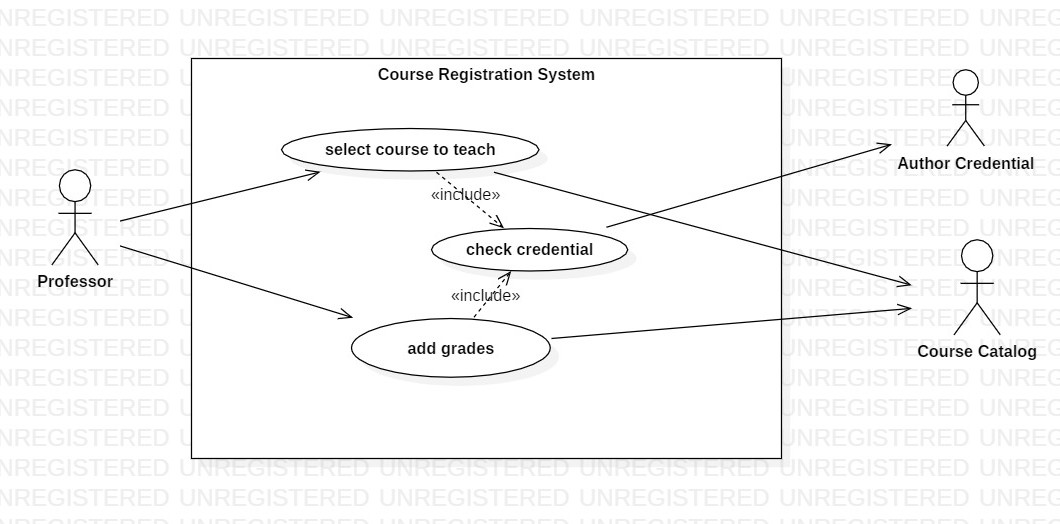 Course Registration System
select course to teach
«include»
check credential
«include»
add grades
Professor
Author Credential
Course Catalog
UNREGISTERED UNREGISTERED UNREGISTERED UNREGISTERED UNREGISTERED